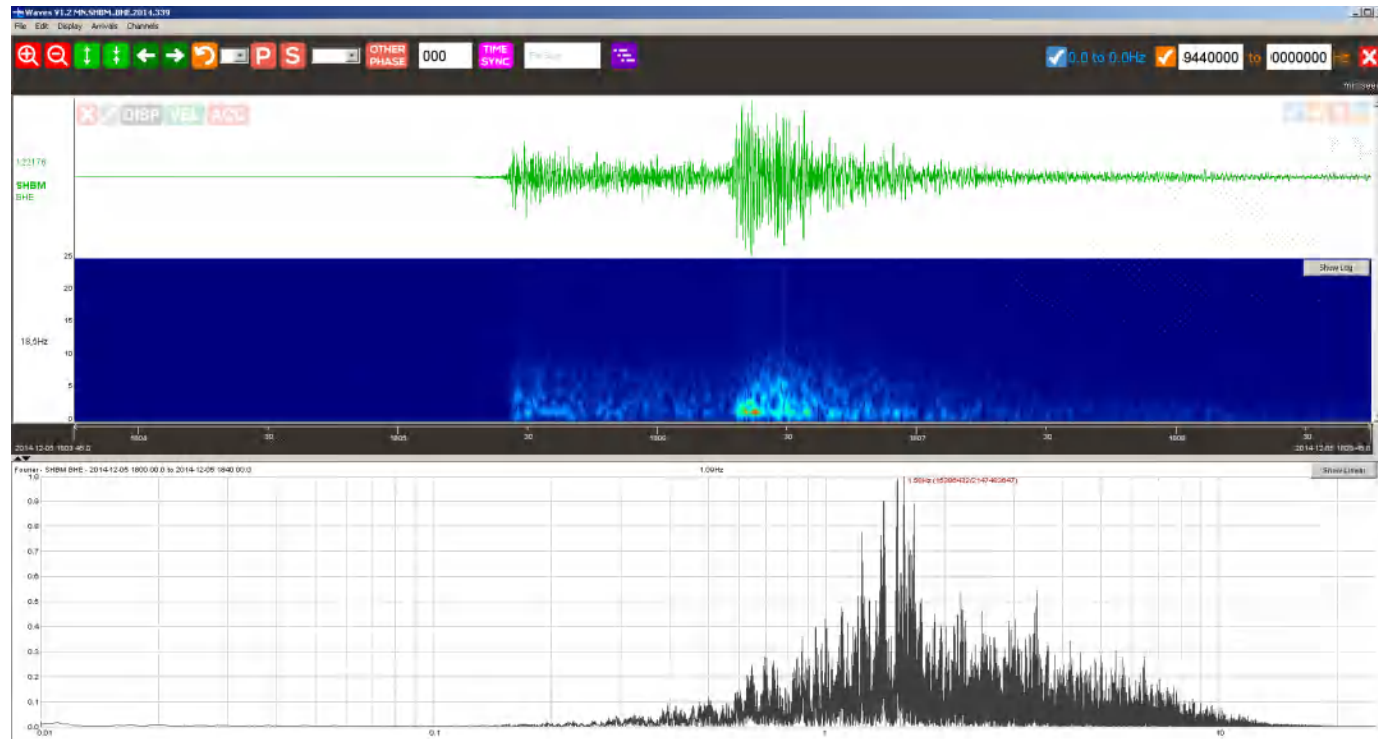 Waves V1.2 MN.SHBM..BHE.2014.339
File Edit Display Arrivals Channels
P S OTHER PHASE 000 TIME SYNC 0.0 to 0.0Hz .9440000 to 0000000 Hz
DISP VEL ACC
SHBM
BHE
25
Show Log
20
15
18.5Hz
10
5
0
1804 30 1805 30 1806 30 1807 30 1808 30
Fourier - SHBM BHE - 2014-12-05 1800 00.0 to 2014-12-05 1840 00.0 1.09Hz Show Linear
1.0
0.9
0.8
0.7
0.6
0.5
0.4
0.3
0.2
0.1
0.0
0.01 0.1 1 10